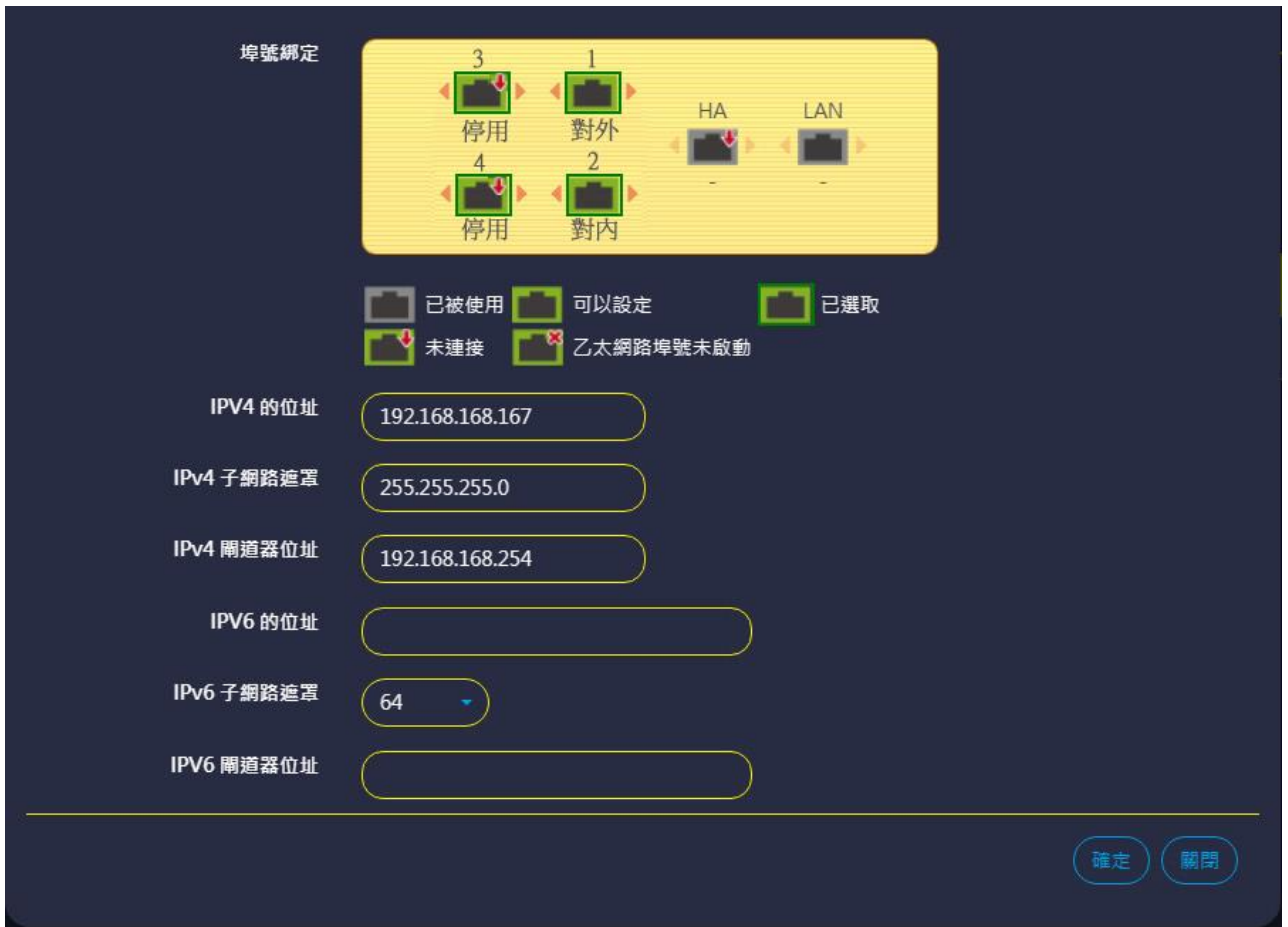 埠號綁定
3 1
停用 對外
HA LAN
4 2
- -
停用 對內
已被使用 可以設定 已選取
未連接 乙太網路埠號未啟動
IPV4 的位址 192.168.168.167
IPv4 子網路遮罩 255.255.255.0
IPv4 閘道器位址 192.168.168.254
IPV6 的位址
IPv6 子網路遮罩 64
IPV6 閘道器位址
確定 關閉